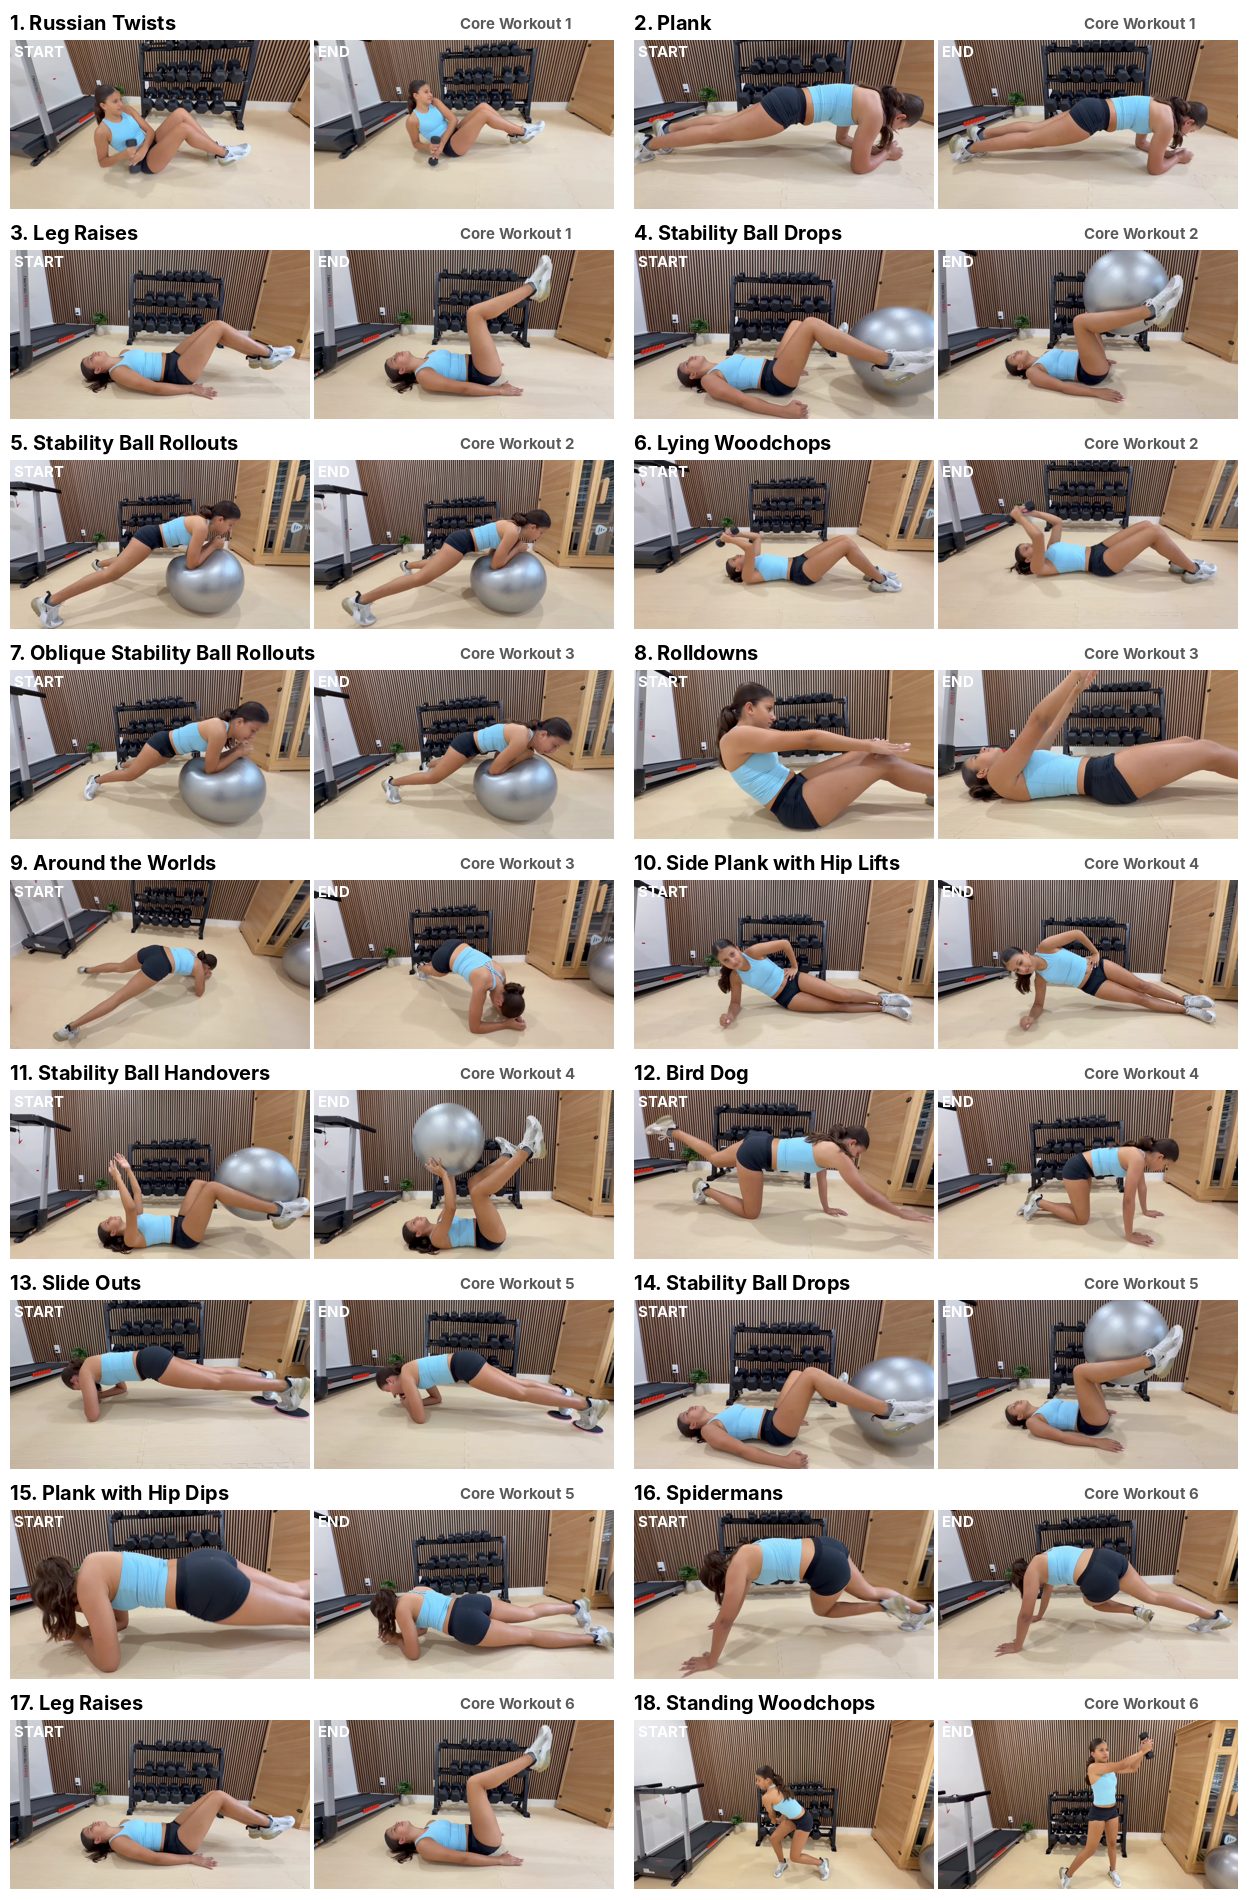 1. Russian Twists Core Workout 1
START END
2. Plank Core Workout 1
START END
3. Leg Raises Core Workout 1
START END
4. Stability Ball Drops Core Workout 2
START END
5. Stability Ball Rollouts Core Workout 2
START END
6. Lying Woodchops Core Workout 2
START END
7. Oblique Stability Ball Rollouts Core Workout 3
START END
8. Rolldowns Core Workout 3
START END
9. Around the Worlds Core Workout 3
START END
10. Side Plank with Hip Lifts Core Workout 4
START END
11. Stability Ball Handovers Core Workout 4
START END
12. Bird Dog Core Workout 4
START END
13. Slide Outs Core Workout 5
START END
14. Stability Ball Drops Core Workout 5
START END
15. Plank with Hip Dips Core Workout 5
START END
16. Spidermans Core Workout 6
START END
17. Leg Raises Core Workout 6
START END
18. Standing Woodchops Core Workout 6
START END